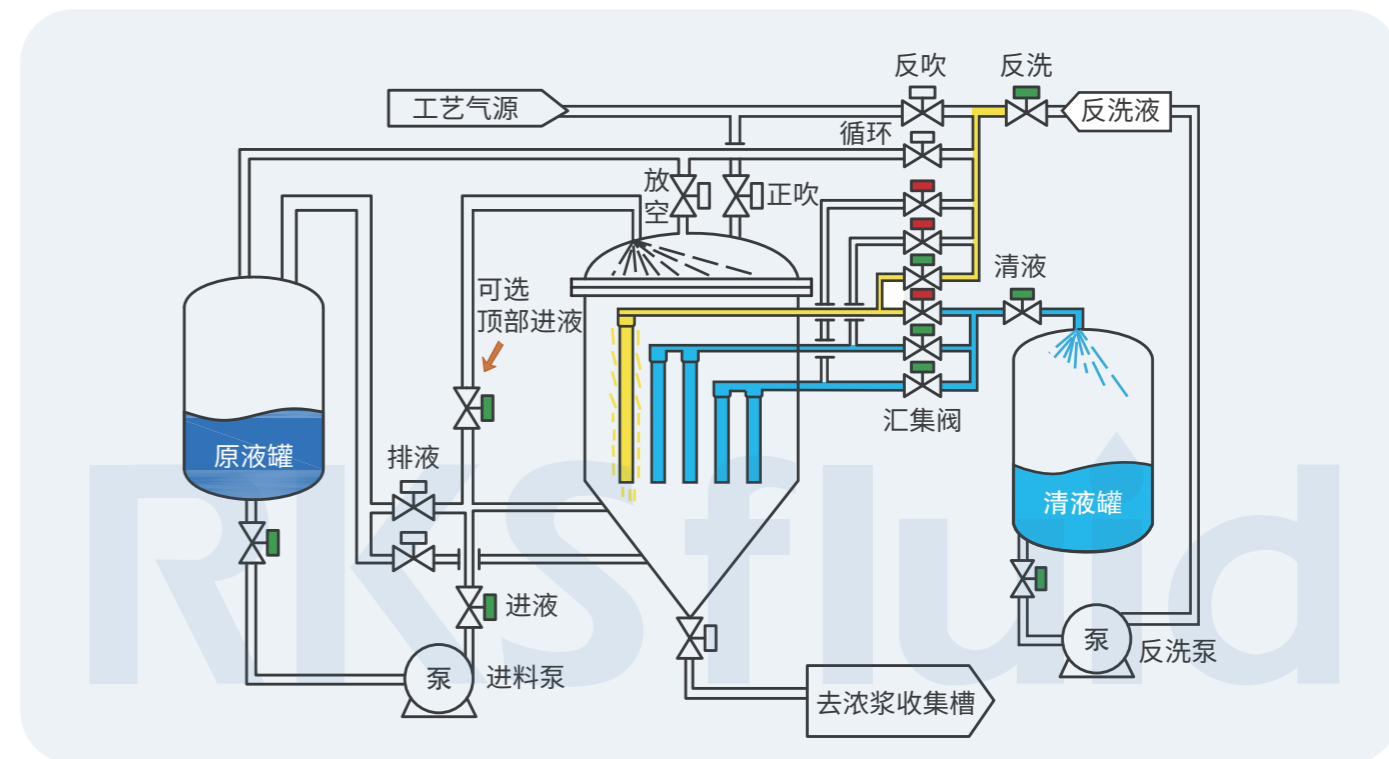 反吹
反洗
工艺气源
反洗液
循环
放
空
正吹
清液
可选
顶部进液
汇集阀
原液罐
排液
清液罐
进液
泵
进料泵
泵
反洗泵
去浓浆收集槽
RKSfluid